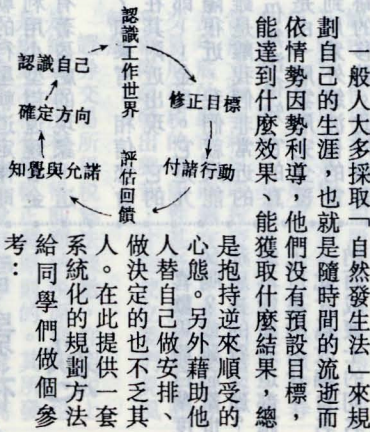 一般人大多採取「自然發生法」來規
劃自己的生涯，也就是隨時間的流逝而
依情勢因勢利導，他們没有預設目標，
能達到什麼效果、能獲取什麼結果，總
是抱持逆來順受的
心態。另外藉助他
人替自己做安排、
做決定的也不乏其
人。在此提供一套
系統化的規劃方法
給同學們做個參
考：
認識工作世界
修正目標
付諸行動
評估回饋
知覺與允諾
確定方向
認識自己